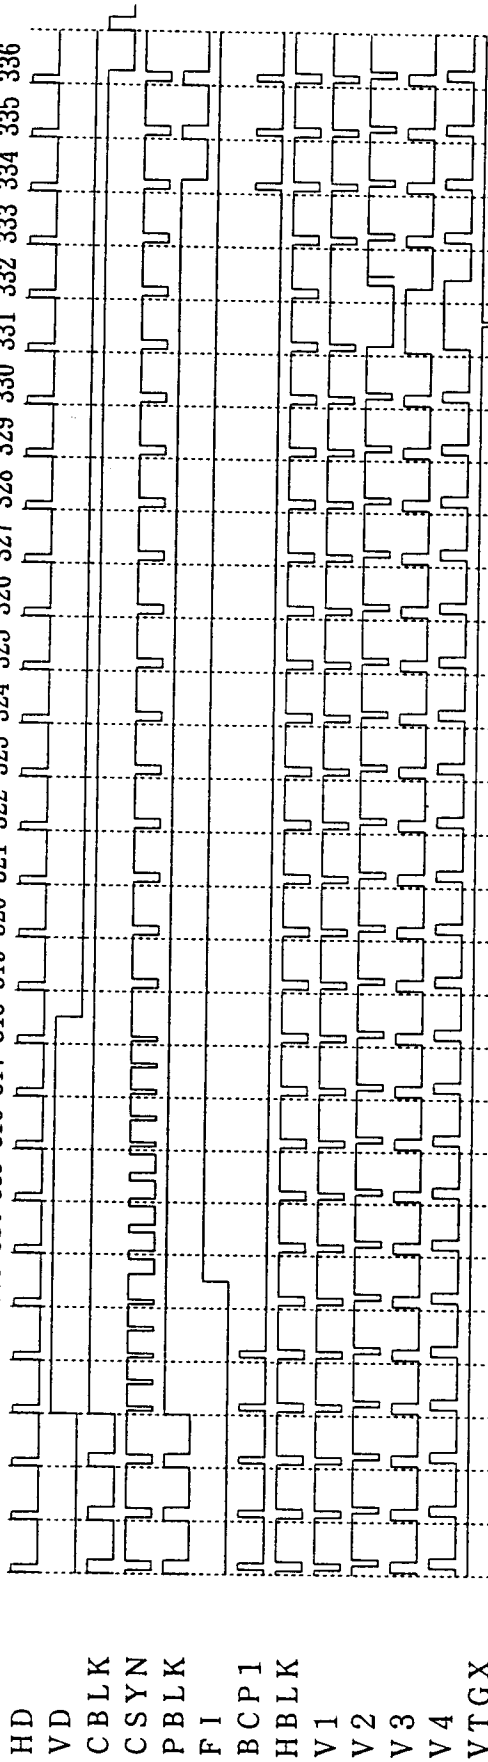 327 328 329 330 331 332 333 334 335 336
HD
VD
CBLK
CSYN
PBLK
FI
BCP1
HBLK
V1
V2
V3
V4
VTGX